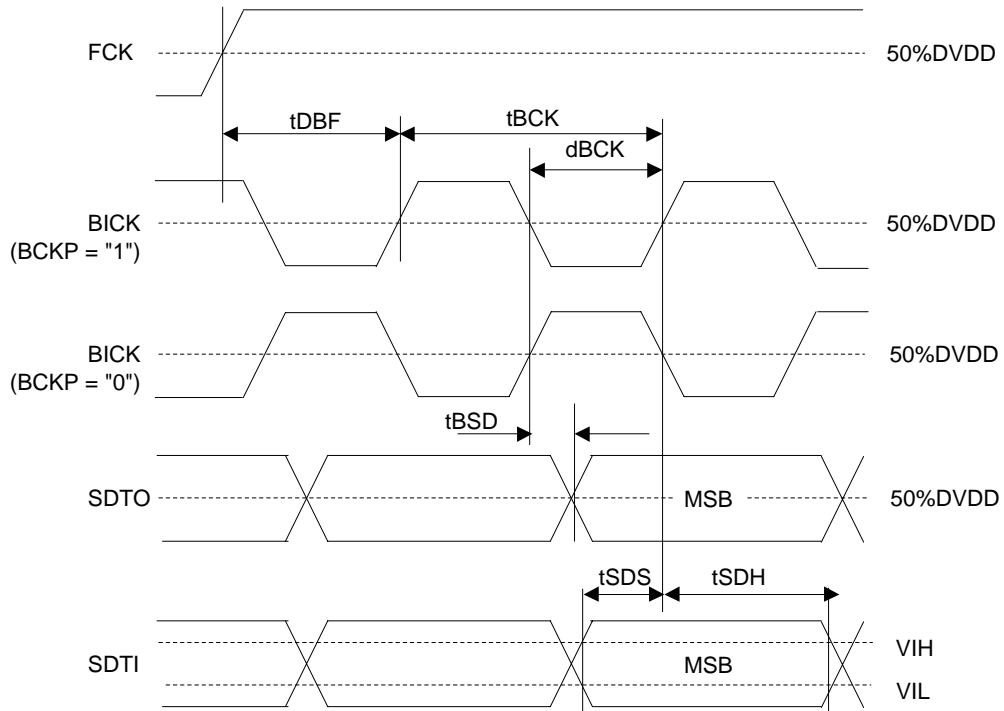 FCK
50%DVDD
tDBF
tBCK
dBCK
BICK
(BCKP = "1")
50%DVDD
BICK
(BCKP = "0")
50%DVDD
tBSD
SDTO
MSB
50%DVDD
tSDS
tSDH
SDTI
MSB
VIH
VIL